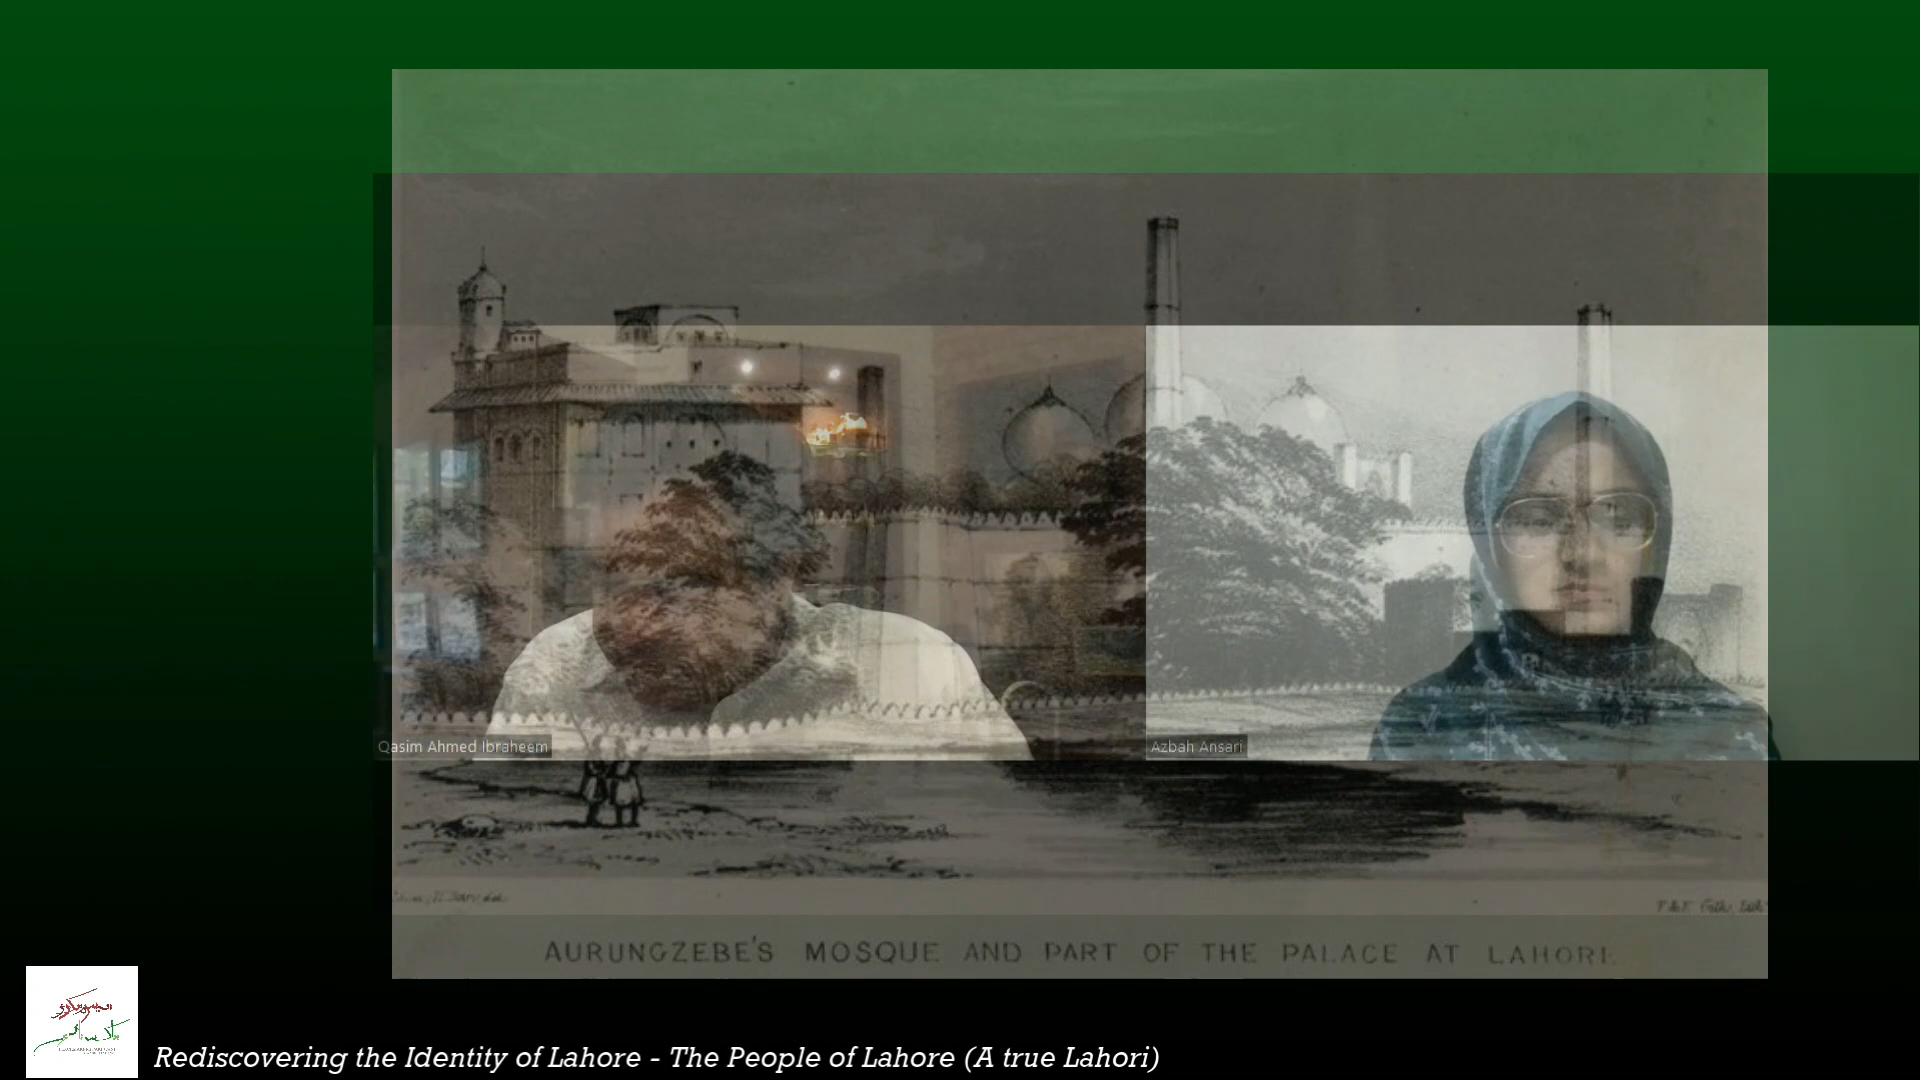 Qasim Ahmed Ibraheem
Azbah Ansari
AURUNGZEBE'S MOSQUE AND PART OF THE PALACE AT LAHORE
Rediscovering the Identity of Lahore - The People of Lahore (A true Lahori)